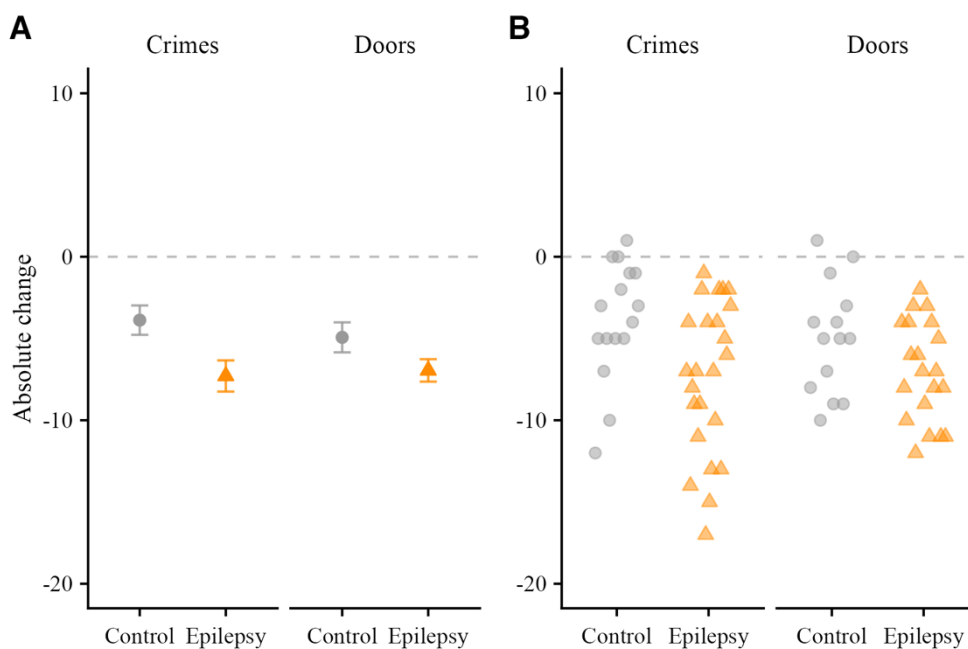 A
B
Crimes
Doors
Crimes
Doors
Absolute change
10
0
-10
-20
10
0
-10
-20
Control
Epilepsy
Control
Epilepsy
Control
Epilepsy
Control
Epilepsy